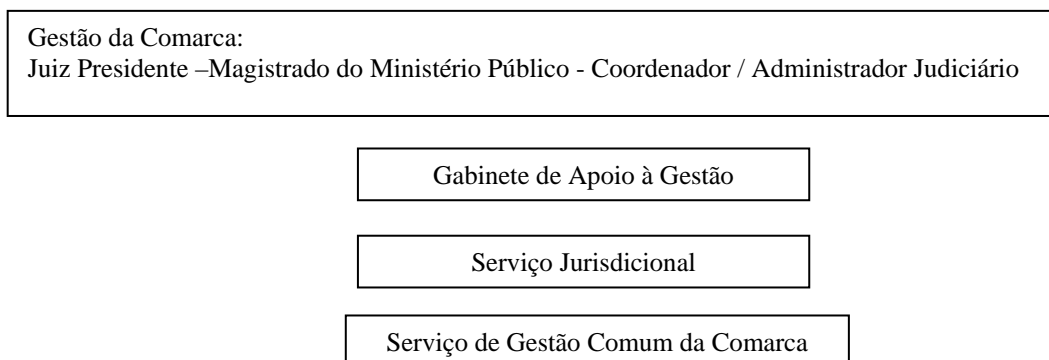 Gestão da Comarca:
Juiz Presidente –Magistrado do Ministério Público - Coordenador / Administrador Judiciário
Gabinete de Apoio à Gestão
Serviço Jurisdicional
Serviço de Gestão Comum da Comarca